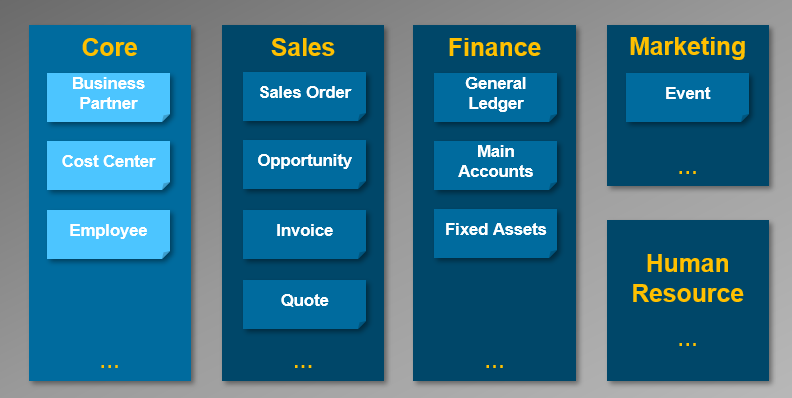 Core
Business
Partner
Cost Center
Employee
...
Sales
Sales Order
Opportunity
Invoice
Quote
...
Finance
General
Ledger
Main
Accounts
Fixed Assets
...
Marketing
Event
...
Human
Resource
...